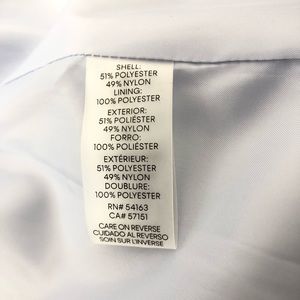 SHELL:
51% POLYESTER
49% NYLON
LINING:
100% POLYESTER
EXTERIOR:
51% POLIÉSTER
49% NYLON
FORRO:
100% POLIÉSTER
EXTÉRIEUR:
51% POLYESTER
49% NYLON
DOUBLURE:
100% POLYESTER
RN# 54163
CA# 57151
CARE ON REVERSE
CUIDADO AL REVERSO
SOIN SUR L'INVERSE